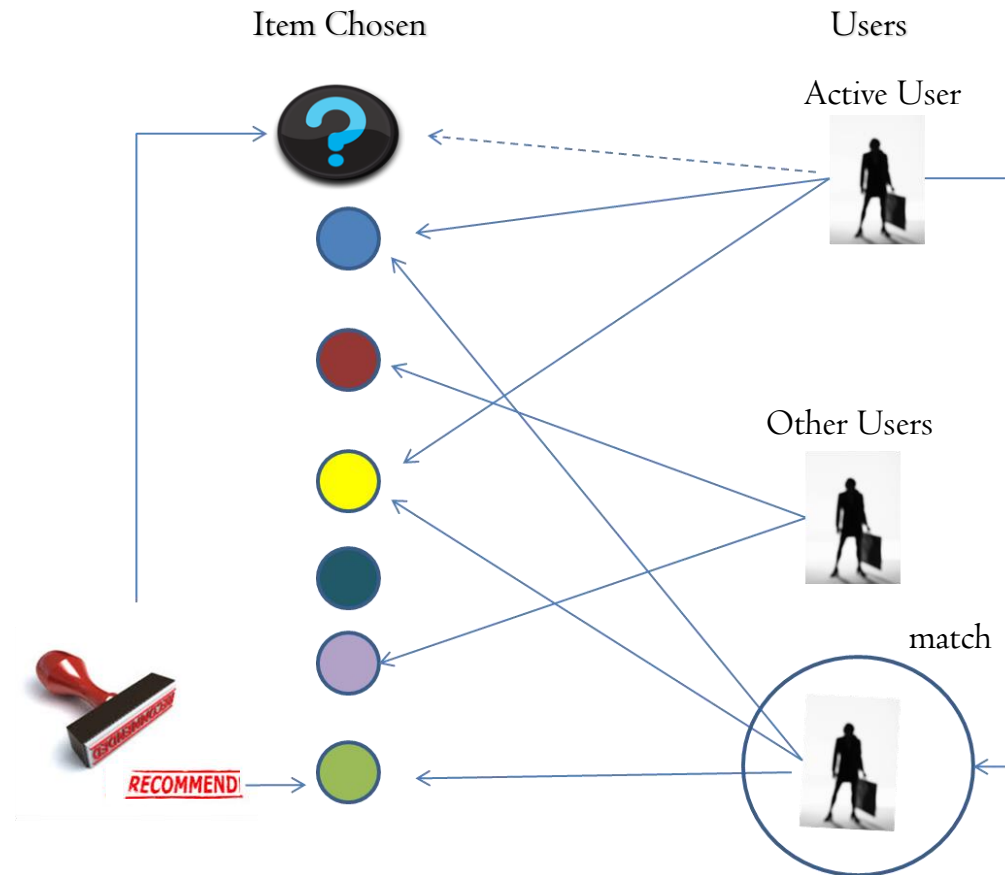 Item Chosen
Users
Active User
Other Users
match
RECOMMEND